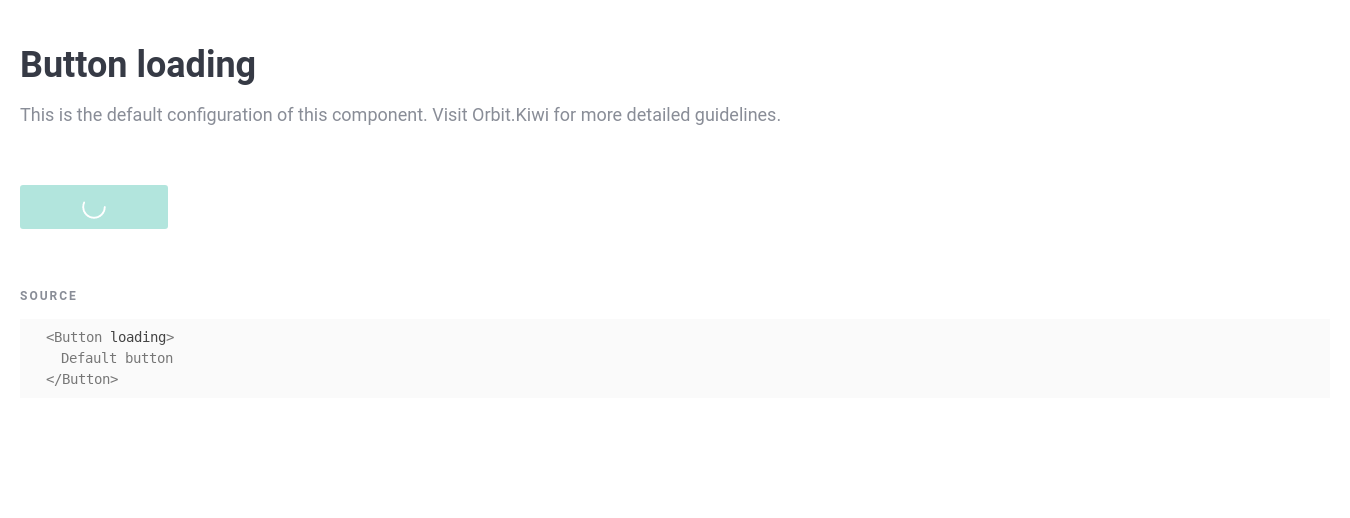 Button loading
This is the default configuration of this component. Visit Orbit.Kiwi for more detailed guidelines.
SOURCE
<Button loading>
  Default button
</Button>